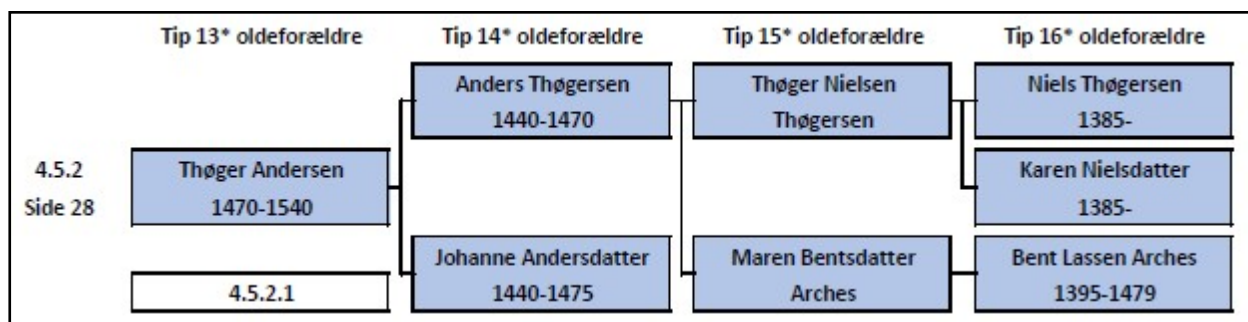 Tip 13* oldeforældre Tip 14* oldeforældre Tip 15* oldeforældre Tip 16* oldeforældre
Anders Thøgersen Thøger Nielsen Niels Thøgersen
1440-1470 Thøgersen 1385-
4.5.2 Thøger Andersen Karen Nielsdatter
Side 28 1470-1540 1385-
Johanne Andersdatter Maren Bentsdatter Bent Lassen Arches
4.5.2.1 1440-1475 Arches 1395-1479